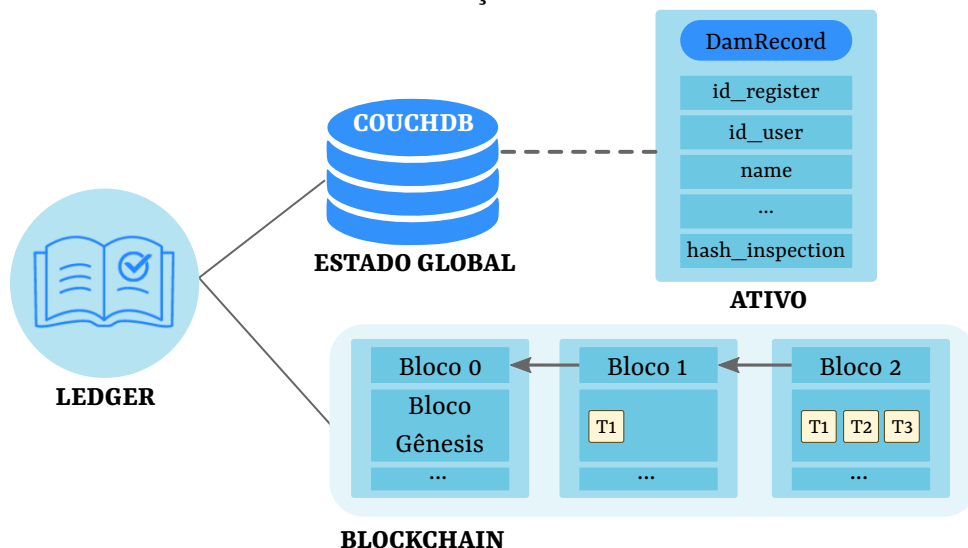 DamRecord
id_register
id_user
name
...
hash_inspection
ATIVO
COUCHDB
ESTADO GLOBAL
LEDGER
Bloco 0
Bloco
Gênesis
...
Bloco 1
T1
...
Bloco 2
T1 T2 T3
...
BLOCKCHAIN